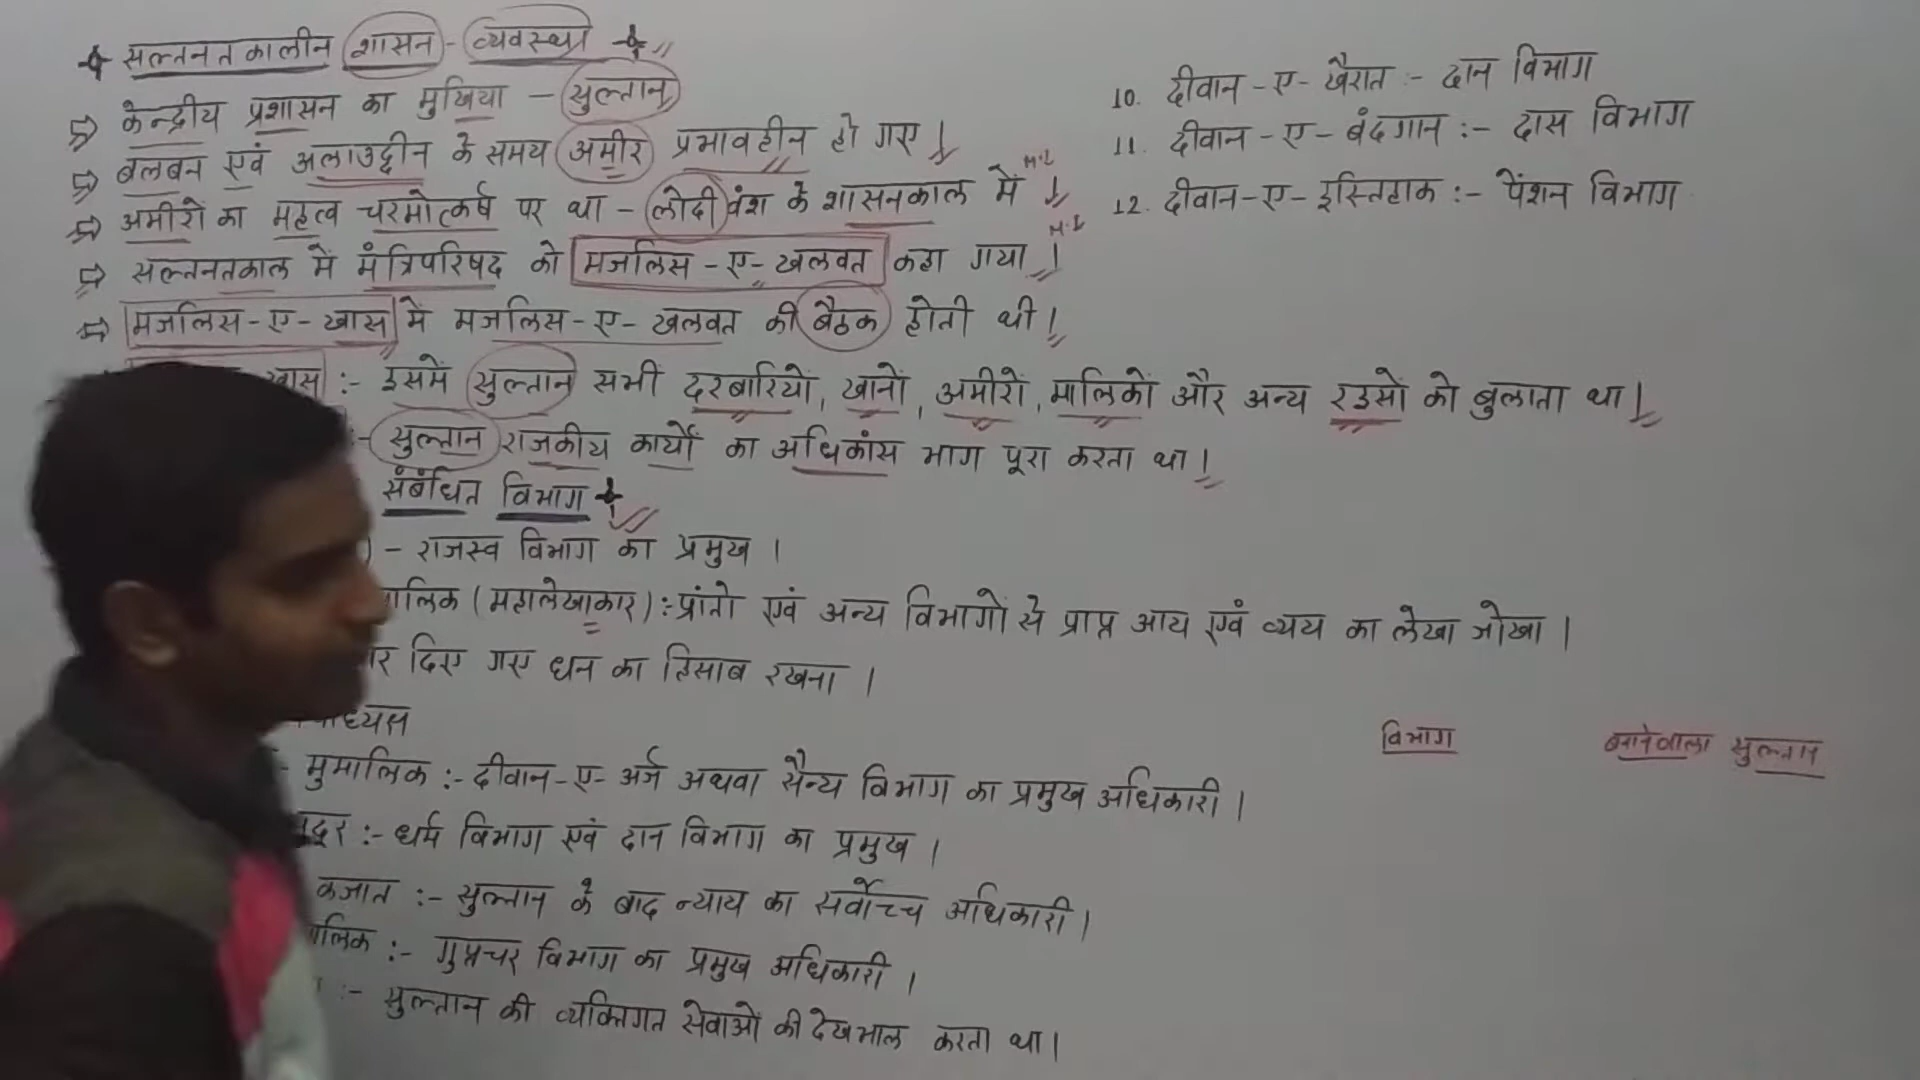 सल्तनतकालीन शासन - व्यवस्था
केन्द्रीय प्रशासन का मुखिया - सुल्तान
बलबन एवं अलाउद्दीन के समय अमीर प्रभावहीन हो गए।
अमीरों का महत्व चरमोत्कर्ष पर था - लोदी वंश के शासनकाल में।
सल्तनतकाल में मंत्रिपरिषद को मजलिस-ए-खलवत कहा गया।
मजलिस-ए-खास में मजलिस-ए-खलवत की बैठक होती थी।
खास :- इसमें सुल्तान सभी दरबारियों, खानों, अमीरों, मालिकों और अन्य रइसों को बुलाता था।
:- सुल्तान राजकीय कार्यों का अधिकांस भाग पूरा करता था।
संबंधित विभाग
) - राजस्व विभाग का प्रमुख।
ालिक (महालेखाकार) :- प्रांतो एवं अन्य विभागों से प्राप्त आय एवं व्यय का लेखा जोखा।
दिए गए धन का हिसाब रखना।
ाध्यक्ष
मुमालिक :- दीवान-ए-अर्ज अथवा सैन्य विभाग का प्रमुख अधिकारी।
:- धर्म विभाग एवं दान विभाग का प्रमुख।
कजात :- सुल्तान के बाद न्याय का सर्वोच्च अधिकारी।
ालिक :- गुप्तचर विभाग का प्रमुख अधिकारी।
:- सुल्तान की व्यक्तिगत सेवाओं की देखभाल करता था।
10. दीवान-ए-खैरात :- दान विभाग
11. दीवान-ए-बंदगान :- दास विभाग
12. दीवान-ए-इस्तिहाक :- पेंशन विभाग
विभाग बनानेवाला सुल्तान